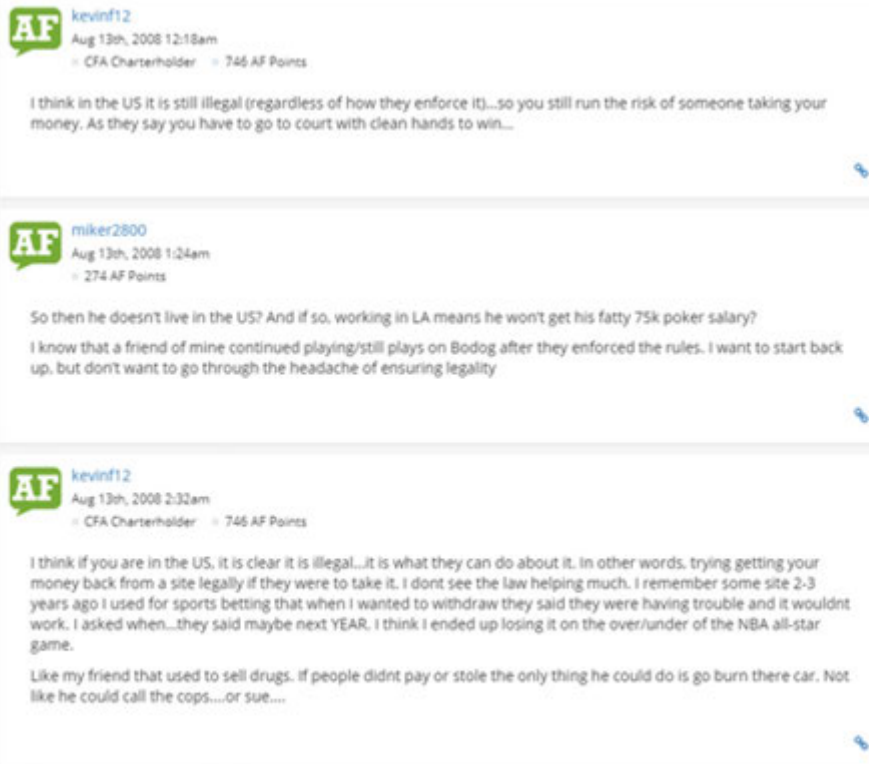 AF
kevinf12
Aug 13th, 2008 12:18am
CFA Charterholder 746 AF Points
I think in the US it is still illegal (regardless of how they enforce it)...so you still run the risk of someone taking your
money. As they say you have to go to court with clean hands to win...
AF
miker2800
Aug 13th, 2008 1:24am
274 AF Points
So then he doesn't live in the US? And if so, working in LA means he won't get his fatty 75k poker salary?
I know that a friend of mine continued playing/still plays on Bodog after they enforced the rules. I want to start back
up, but don't want to go through the headache of ensuring legality
AF
kevinf12
Aug 13th, 2008 2:32am
CFA Charterholder 746 AF Points
I think if you are in the US, it is clear it is illegal...it is what they can do about it. In other words, trying getting your
money back from a site legally if they were to take it. I dont see the law helping much. I remember some site 2-3
years ago I used for sports betting that when I wanted to withdraw they said they were having trouble and it wouldnt
work. I asked when...they said maybe next YEAR. I think I ended up losing it on the over/under of the NBA all-star
game.
Like my friend that used to sell drugs. If people didnt pay or stole the only thing he could do is go burn there car. Not
like he could call the cops....or sue....